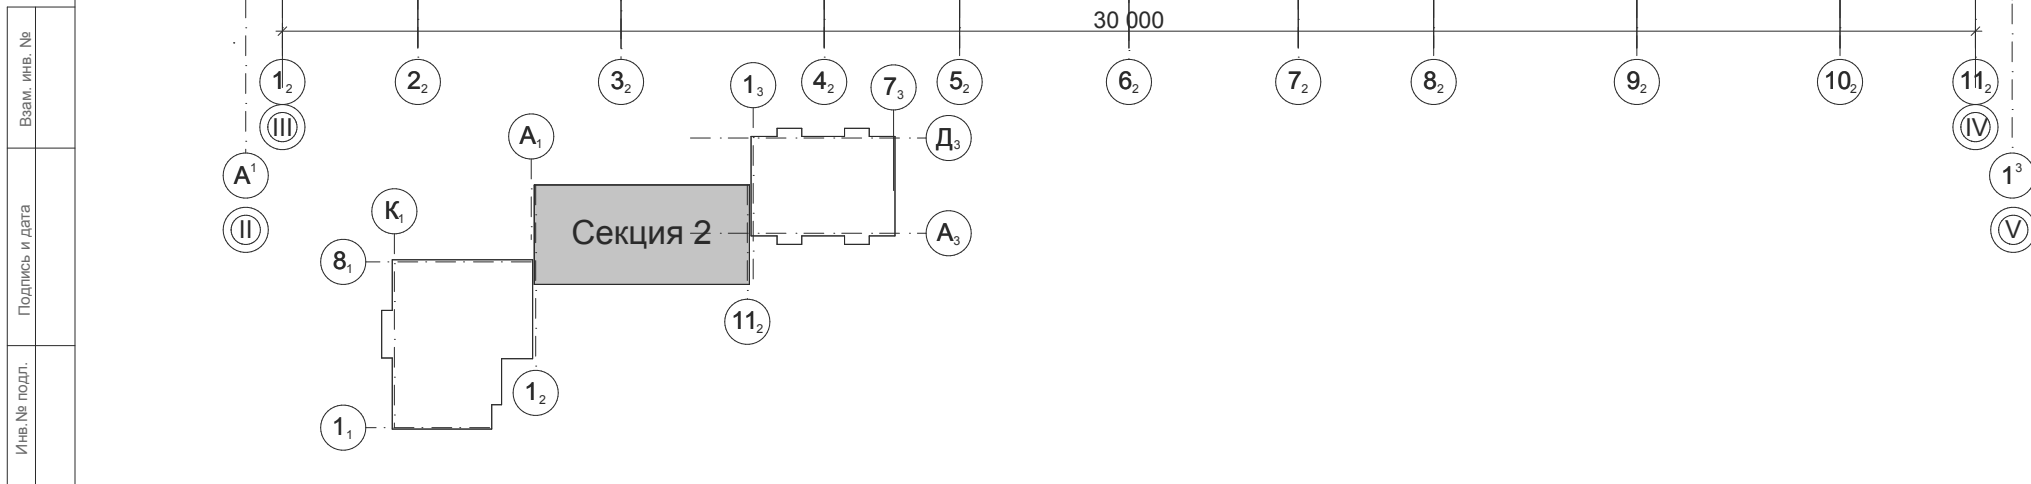 30 000
1₂ 2₂ 3₂ 4₂ 5₂ 6₂ 7₂ 8₂ 9₂ 10₂ 11₂
III
IV
A¹
II
1³
V
1₃
7₃
Д₃
A₃
A₁
К₁
Секция 2
8₁
11₂
1₂
1₁
Взам. инв. №
Подпись и дата
Инв.№ подл.